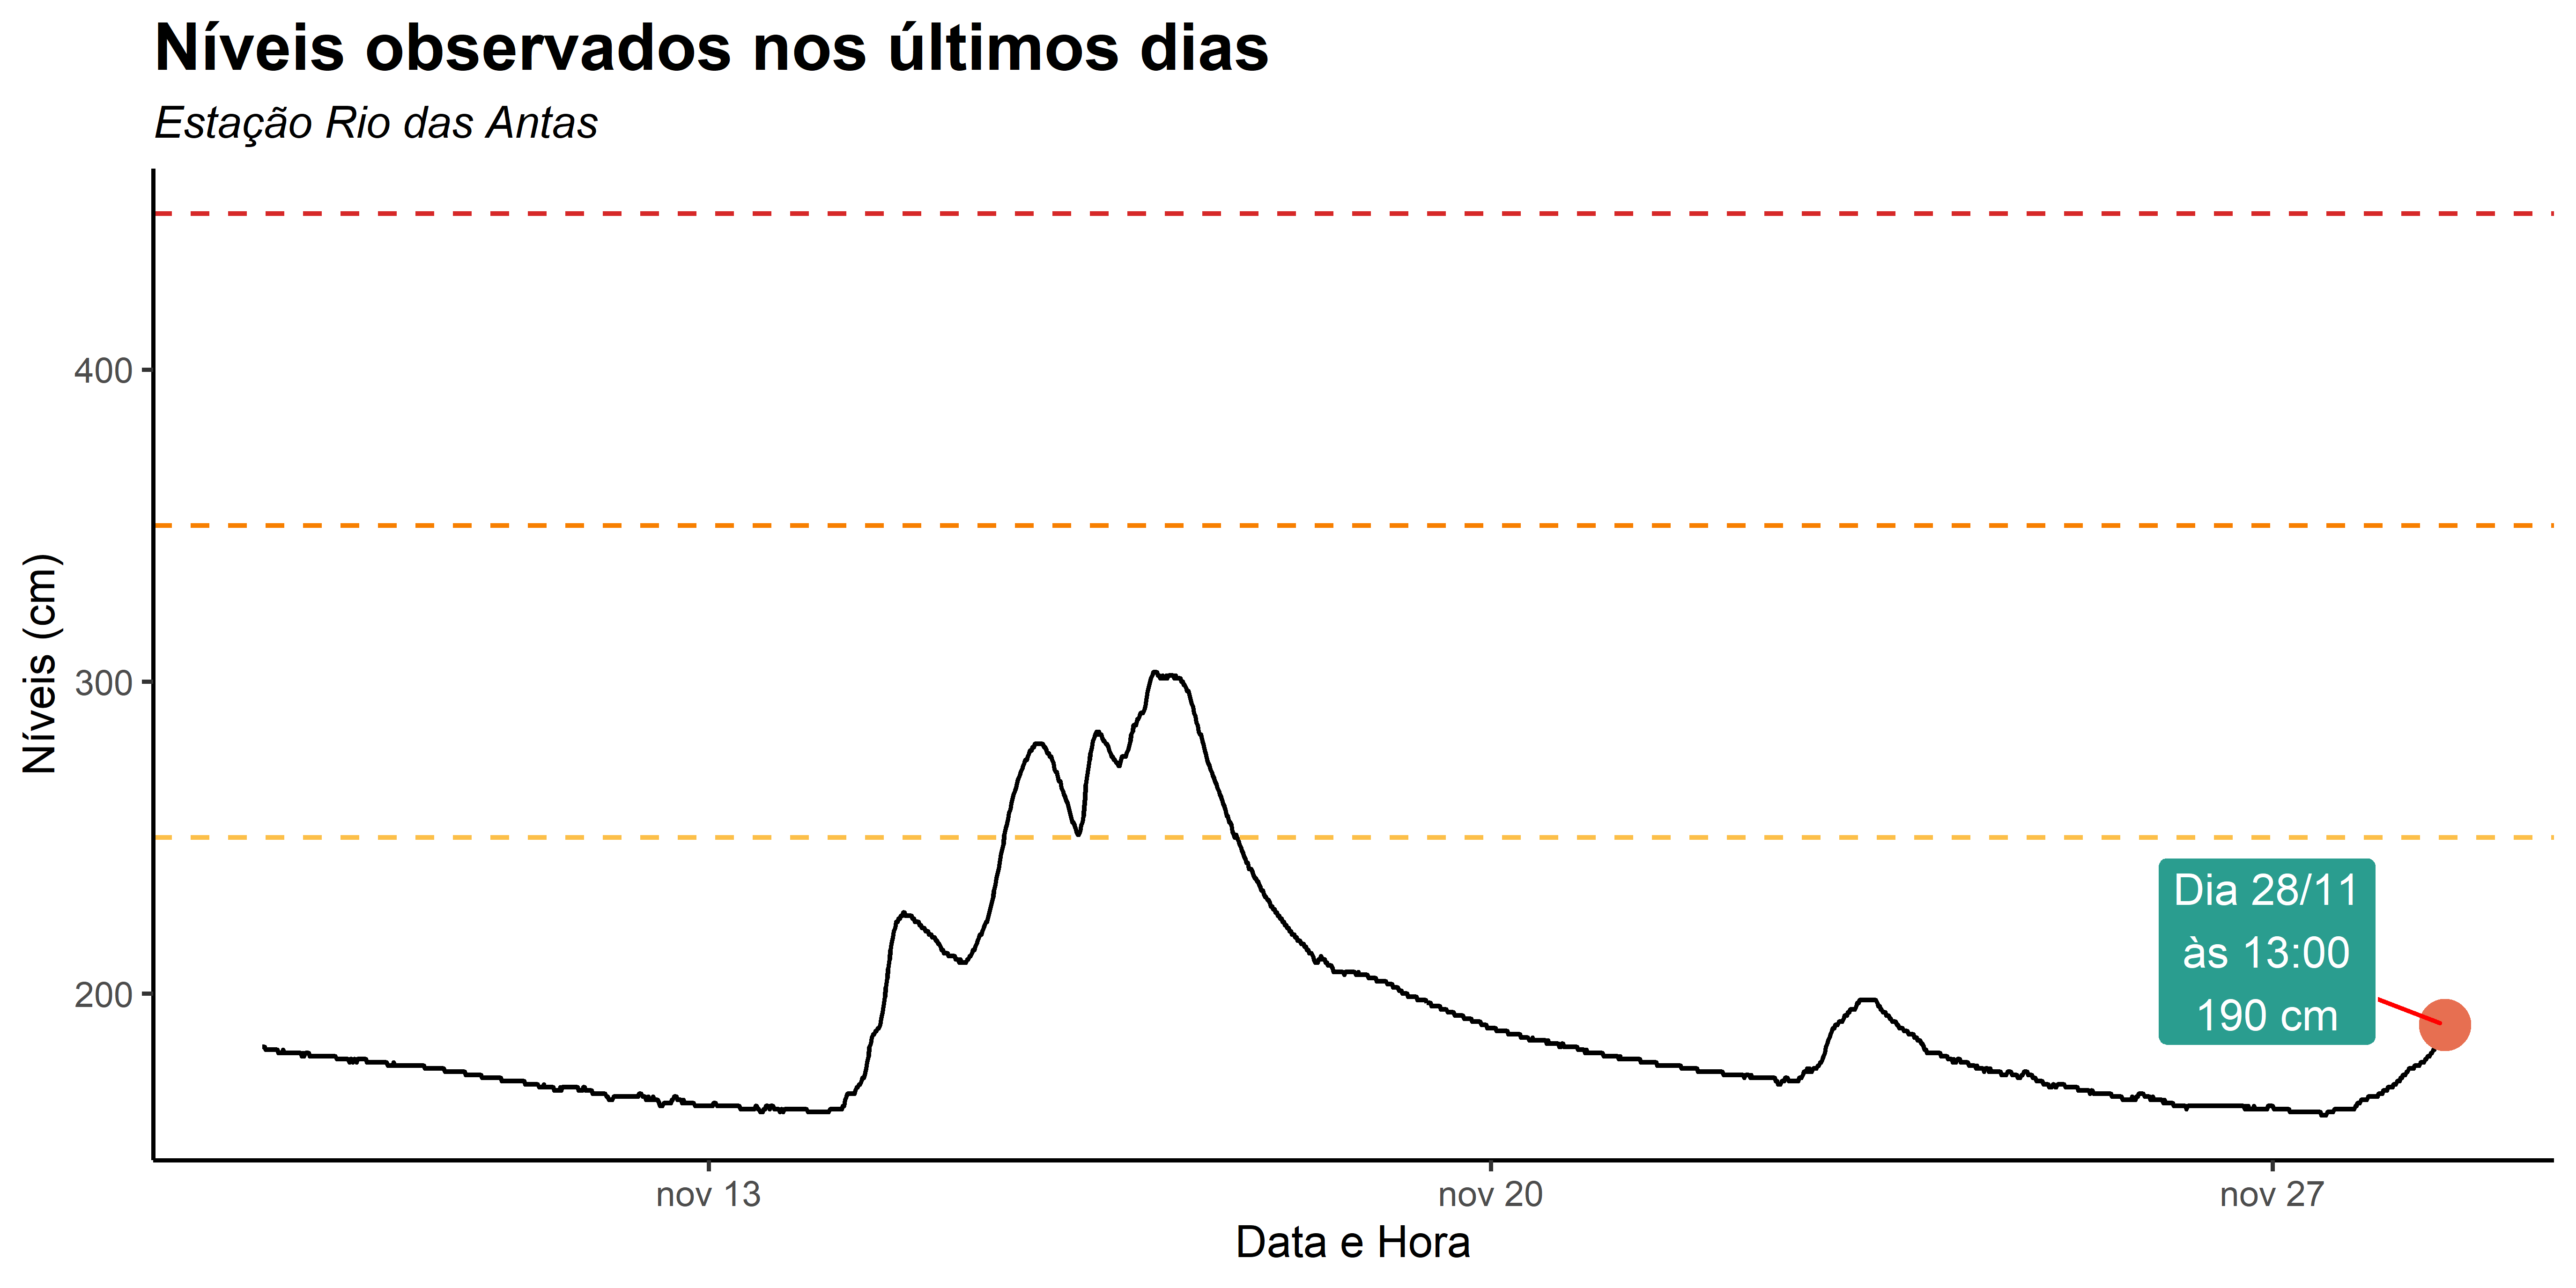 Níveis observados nos últimos dias
Estação Rio das Antas
Níveis (cm)
400
300
200
Dia 28/11
às 13:00
190 cm
nov 13
nov 20
nov 27
Data e Hora